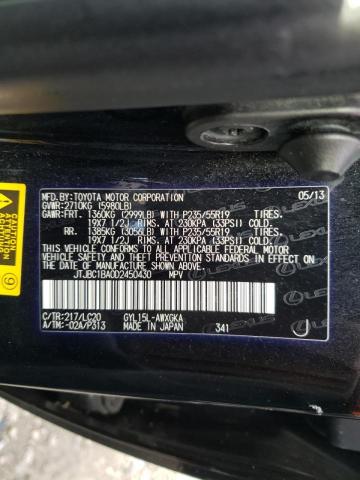 MFD.BY:TOYOTA MOTOR CORPORATION 05/13
GVWR:2710KG (5980LB)
GAWR:FRT. 1360KG (2999LB) WITH P235/55R19 TIRES.
19X7 1/2J RIMS. AT 230KPA (33PSI) COLD.
RR. 1385KG (3056LB) WITH P235/55R19 TIRES.
19X7 1/2J RIMS. AT 230KPA (33PSI) COLD.
THIS VEHICLE CONFORMS TO ALL APPLICABLE FEDERAL MOTOR
VEHICLE SAFETY, BUMPER, AND THEFT PREVENTION STANDARDS
IN EFFECT ON THE DATE OF MANUFACTURE SHOWN ABOVE.
JTJBC1BA0D2450430 MPV
C/TR:217/LC20 GYL15L-AWXGKA
A/TM:-02A/P313 MADE IN JAPAN 341
LEXUS